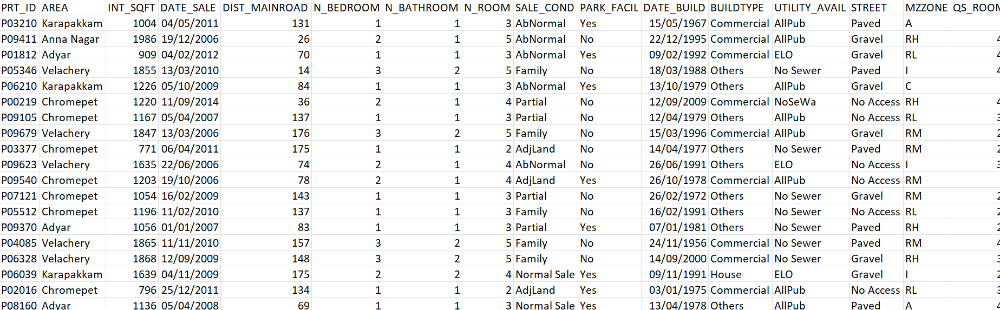 PRT_ID AREA INT_SQFT DATE_SALE DIST_MAINROAD N_BEDROOM N_BATHROOM N_ROOM SALE_COND PARK_FACIL DATE_BUILD BUILDTYPE UTILITY_AVAIL STREET MZZONE QS_ROOM
P03210 Karapakkam 1004 04/05/2011 131 1 1 3 AbNormal Yes 15/05/1967 Commercial AllPub Paved A
P09411 Anna Nagar 1986 19/12/2006 26 2 1 5 AbNormal No 22/12/1995 Commercial AllPub Gravel RH 4
P01812 Adyar 909 04/02/2012 70 1 1 3 AbNormal Yes 09/02/1992 Commercial ELO Gravel RL 4
P05346 Velachery 1855 13/03/2010 14 3 2 5 Family No 18/03/1988 Others No Sewer Paved I 4
P06210 Karapakkam 1226 05/10/2009 84 1 1 3 AbNormal Yes 13/10/1979 Others AllPub Gravel C
P00219 Chromepet 1220 11/09/2014 36 2 1 4 Partial No 12/09/2009 Commercial NoSeWa No Access RH 4
P09105 Chromepet 1167 05/04/2007 137 1 1 3 Partial No 12/04/1979 Others AllPub No Access RL 3
P09679 Velachery 1847 13/03/2006 176 3 2 5 Family No 15/03/1996 Commercial AllPub Gravel RM 2
P03377 Chromepet 771 06/04/2011 175 1 1 2 AdjLand No 14/04/1977 Others No Sewer Paved RM 2
P09623 Velachery 1635 22/06/2006 74 2 1 4 AbNormal No 26/06/1991 Others ELO No Access I 3
P09540 Chromepet 1203 19/10/2006 78 2 1 4 AdjLand Yes 26/10/1978 Commercial AllPub No Access RM
P07121 Chromepet 1054 16/02/2009 143 1 1 3 Partial No 26/02/1972 Others No Sewer Gravel RM 2
P05512 Chromepet 1196 11/02/2010 137 1 1 3 Family No 16/02/1991 Others No Sewer No Access RL 2
P09370 Adyar 1056 01/01/2007 83 1 1 3 Partial Yes 07/01/1981 Others No Sewer Paved RH 2
P04085 Velachery 1865 11/11/2010 157 3 2 5 Family No 24/11/1956 Commercial No Sewer Paved RM 4
P06328 Velachery 1868 12/09/2009 148 3 2 5 Family No 14/09/2000 Commercial No Sewer Gravel RH 3
P06039 Karapakkam 1639 04/11/2009 175 2 2 4 Normal Sale Yes 09/11/1991 House ELO Gravel I 2
P02016 Chromepet 796 25/12/2011 134 1 1 2 AdjLand Yes 03/01/1975 Commercial AllPub No Access RL 3
P08160 Adyar 1136 05/04/2008 69 1 1 3 Normal Sale Yes 13/04/1978 Others AllPub Paved A